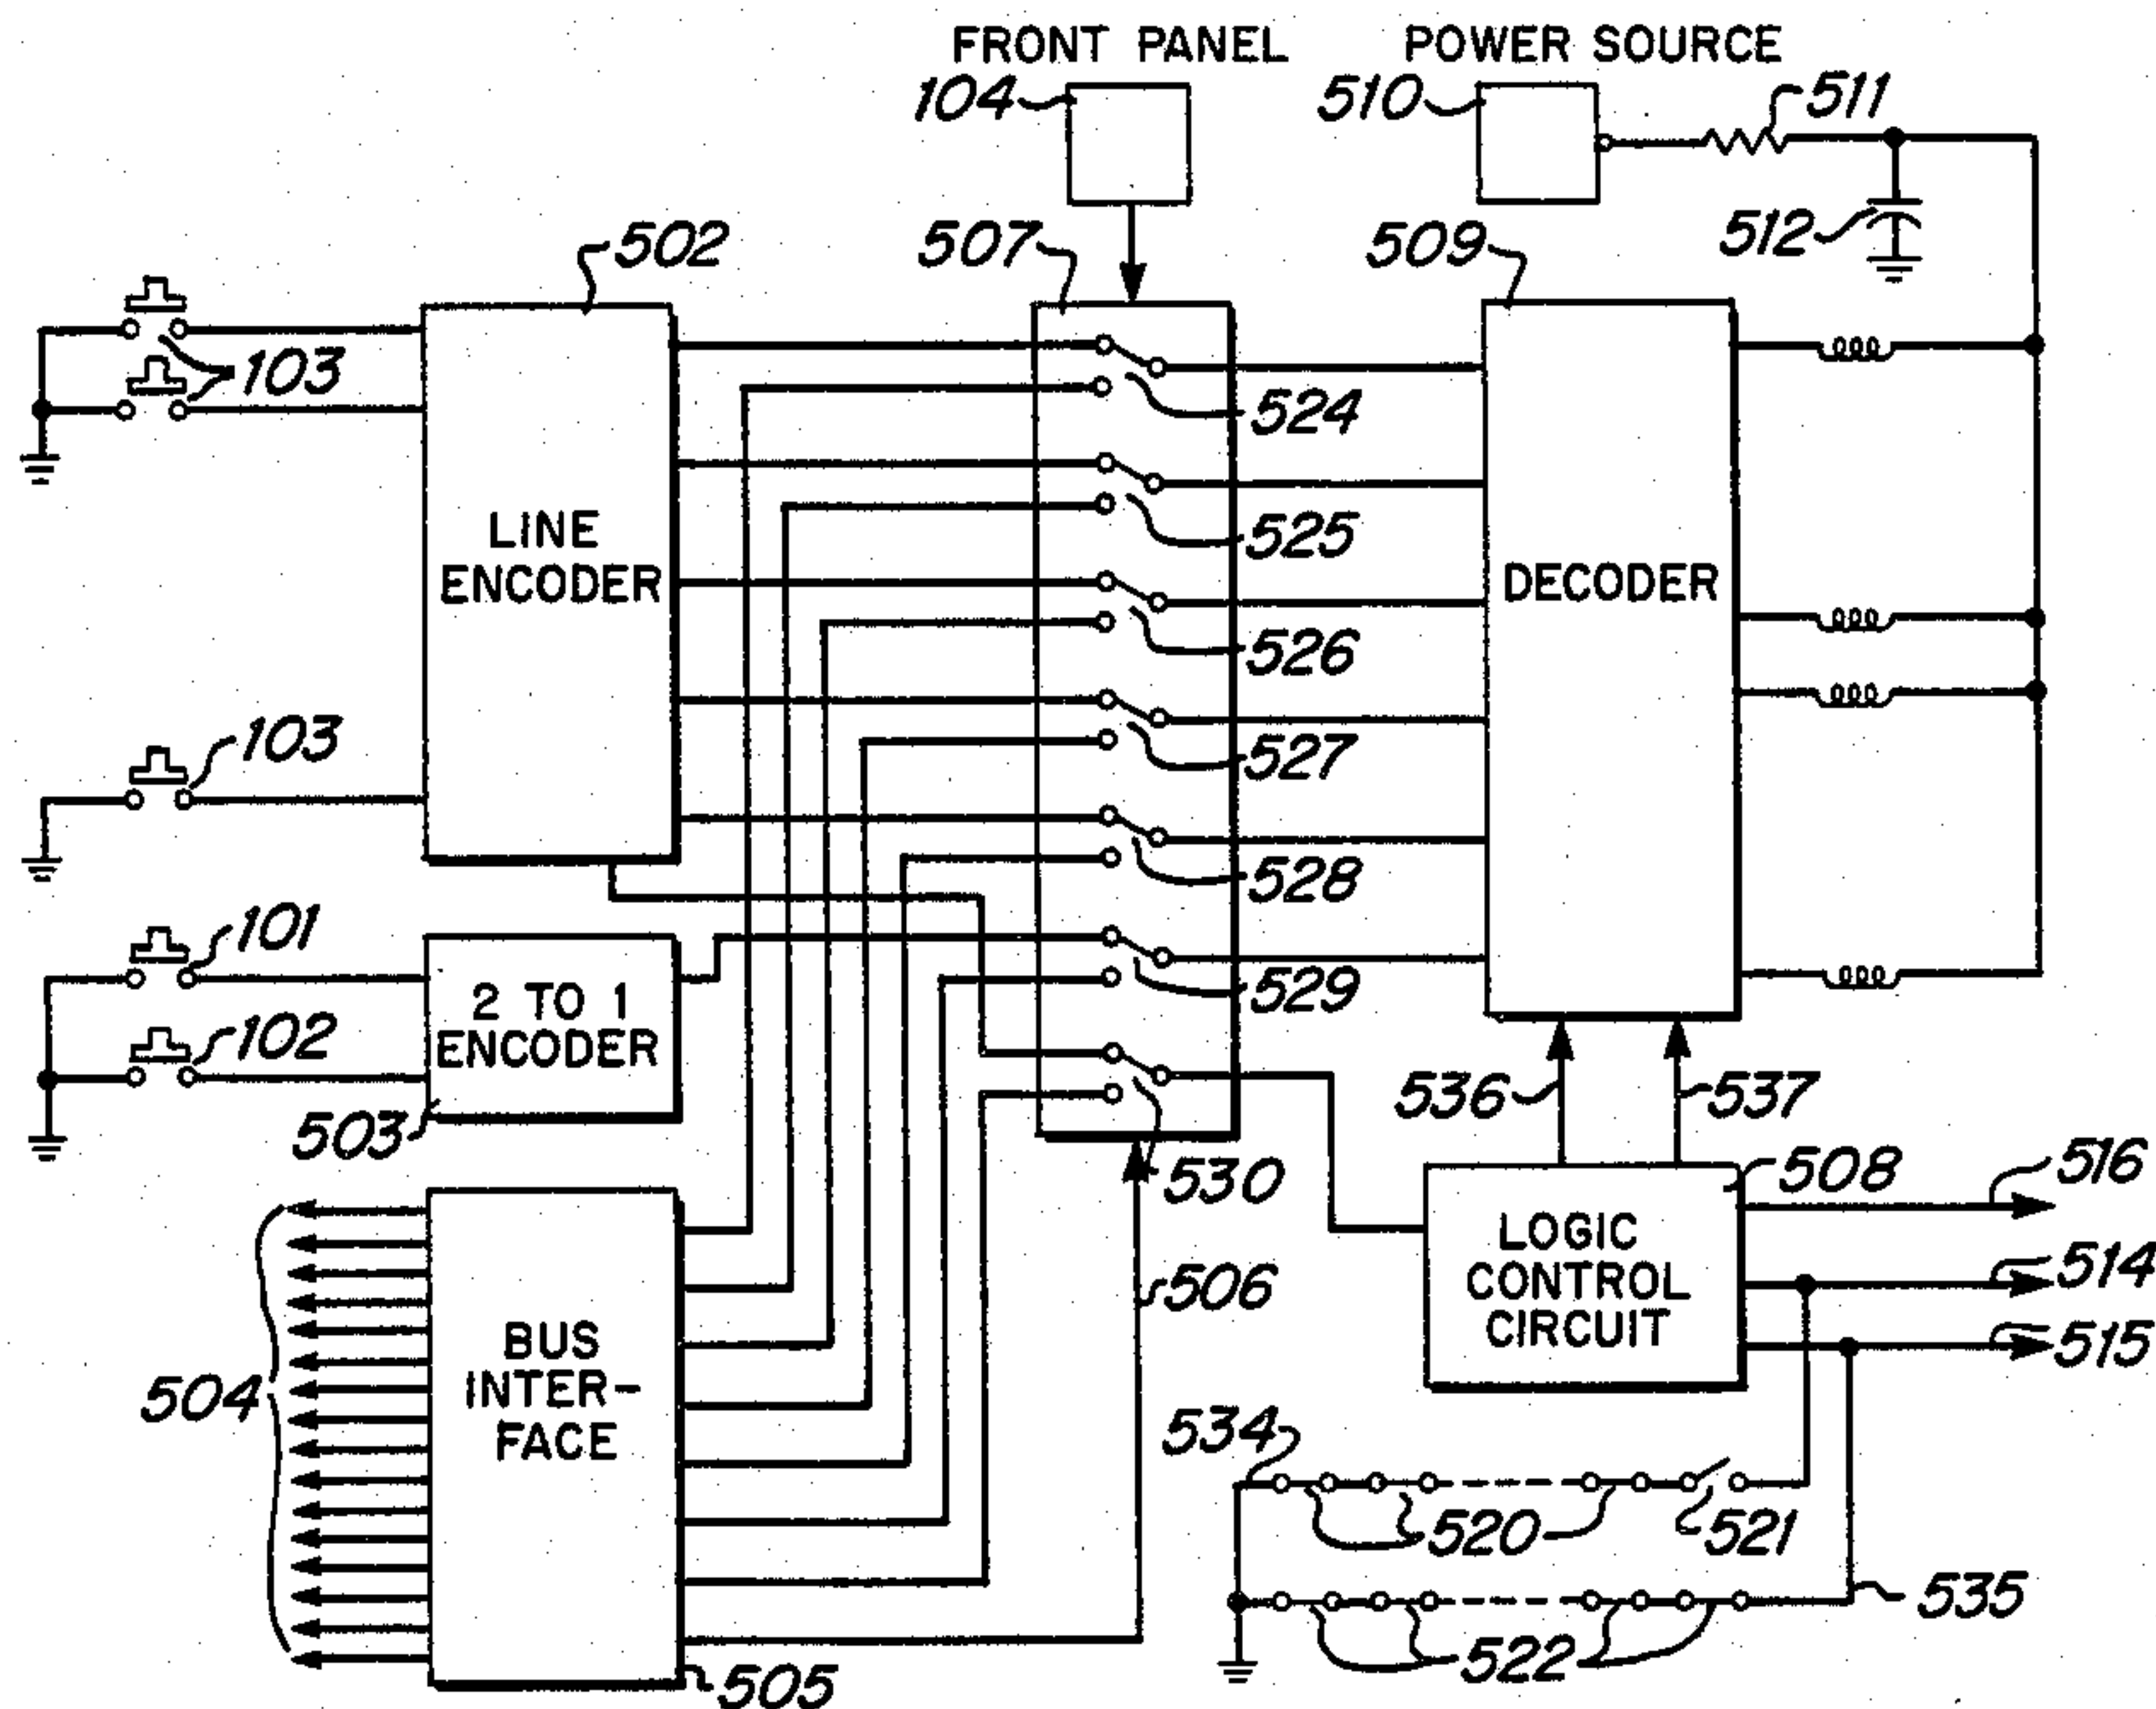 FRONT PANEL
POWER SOURCE
104
510
511
512
502
507
509
103
524
LINE
ENCODER
525
DECODER
526
103
527
528
101
529
2 TO 1
ENCODER
102
503
536
537
530
508
516
504
BUS
INTER-
FACE
506
LOGIC
CONTROL
CIRCUIT
514
515
534
520
521
535
522
505